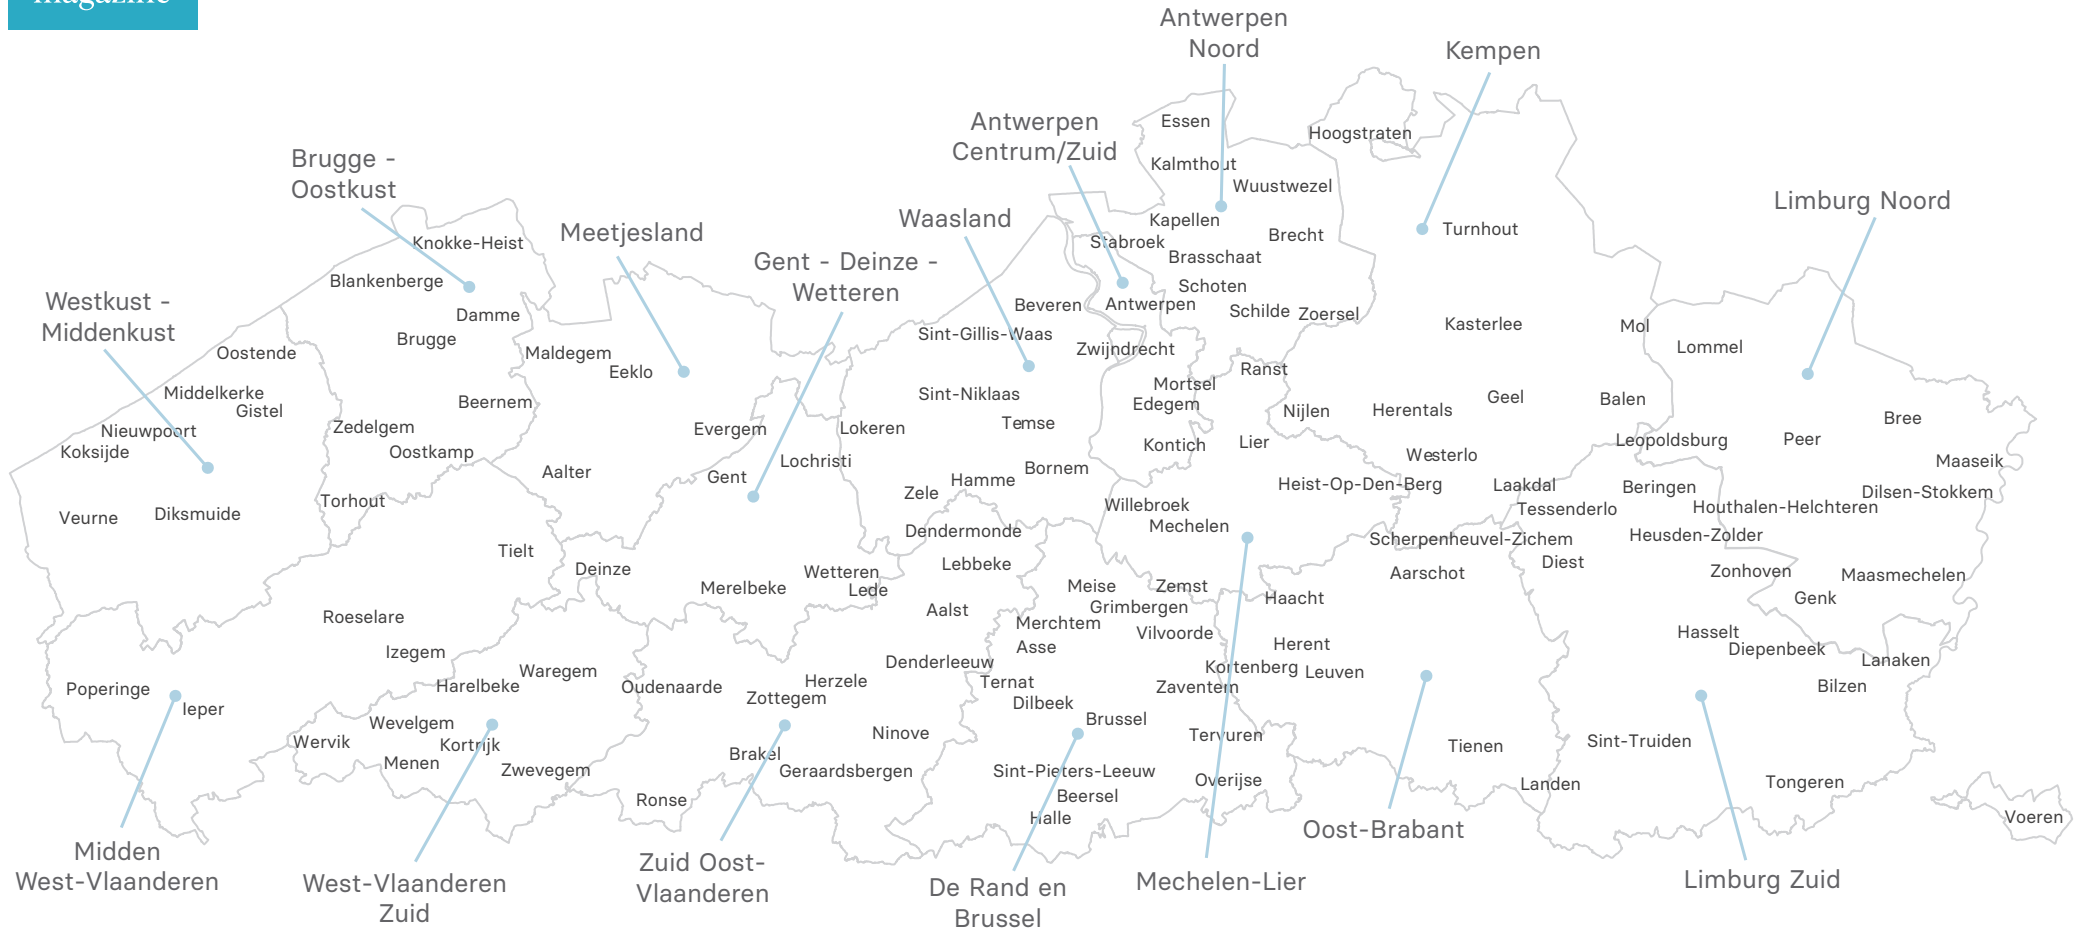 magazine
Antwerpen
Noord
Kempen
Antwerpen
Centrum/Zuid
Brugge -
Oostkust
Meetjesland
Waasland
Limburg Noord
Gent - Deinze -
Wetteren
Westkust -
Middenkust
Essen
Hoogstraten
Kalmthout
Wuustwezel
Kapellen
Turnhout
Brecht
Stabroek
Knokke-Heist
Brasschaat
Blankenberge
Schoten
Antwerpen
Beveren
Schilde
Zoersel
Damme
Kasterlee
Mol
Sint-Gillis-Waas
Brugge
Lommel
Zwijndrecht
Oostende
Maldegem
Eeklo
Ranst
Mortsel
Middelkerke
Sint-Niklaas
Geel
Balen
Beernem
Edegem
Gistel
Nijlen
Herentals
Bree
Temse
Zedelgem
Evergem
Lokeren
Nieuwpoort
Peer
Leopoldsburg
Lier
Kontich
Koksijde
Oostkamp
Westerlo
Lochristi
Maaseik
Bornem
Aalter
Gent
Hamme
Heist-Op-Den-Berg
Laakdal
Beringen
Zele
Dilsen-Stokkem
Torhout
Willebroek
Houthalen-Helchteren
Tessenderlo
Veurne
Diksmuide
Mechelen
Dendermonde
Heusden-Zolder
Scherpenheuvel-Zichem
Tielt
Diest
Lebbeke
Deinze
Wetteren
Aarschot
Zonhoven
Maasmechelen
Merelbeke
Lede
Meise
Zemst
Haacht
Genk
Grimbergen
Aalst
Roeselare
Merchtem
Vilvoorde
Hasselt
Herent
Asse
Diepenbeek
Izegem
Denderleeuw
Lanaken
Kortenberg
Leuven
Waregem
Herzele
Ternat
Harelbeke
Oudenaarde
Zaventem
Bilzen
Poperinge
Zottegem
Dilbeek
Ieper
Brussel
Wevelgem
Ninove
Tervuren
Wervik
Kortrijk
Tienen
Sint-Truiden
Brakel
Menen
Zwevegem
Geraardsbergen
Sint-Pieters-Leeuw
Overijse
Landen
Tongeren
Beersel
Ronse
Halle
Voeren
Oost-Brabant
Midden
West-Vlaanderen
Zuid Oost-
Vlaanderen
West-Vlaanderen
Zuid
De Rand en
Brussel
Mechelen-Lier
Limburg Zuid